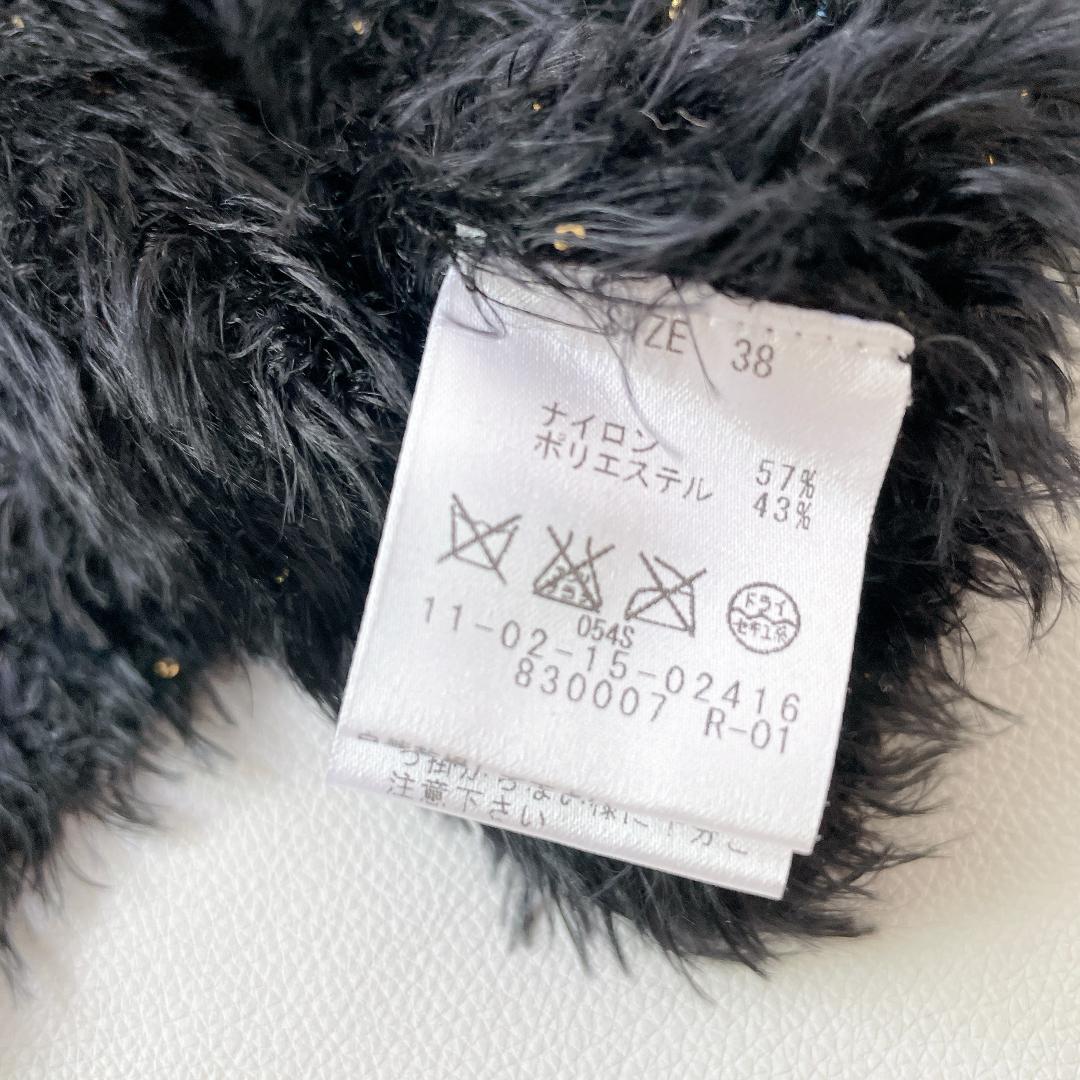 ZE 38
ナイロン 57%
ポリエステル 43%
ドライ
セキユ系
054S
11-02-15-02416
830007 R-01
注意下さい